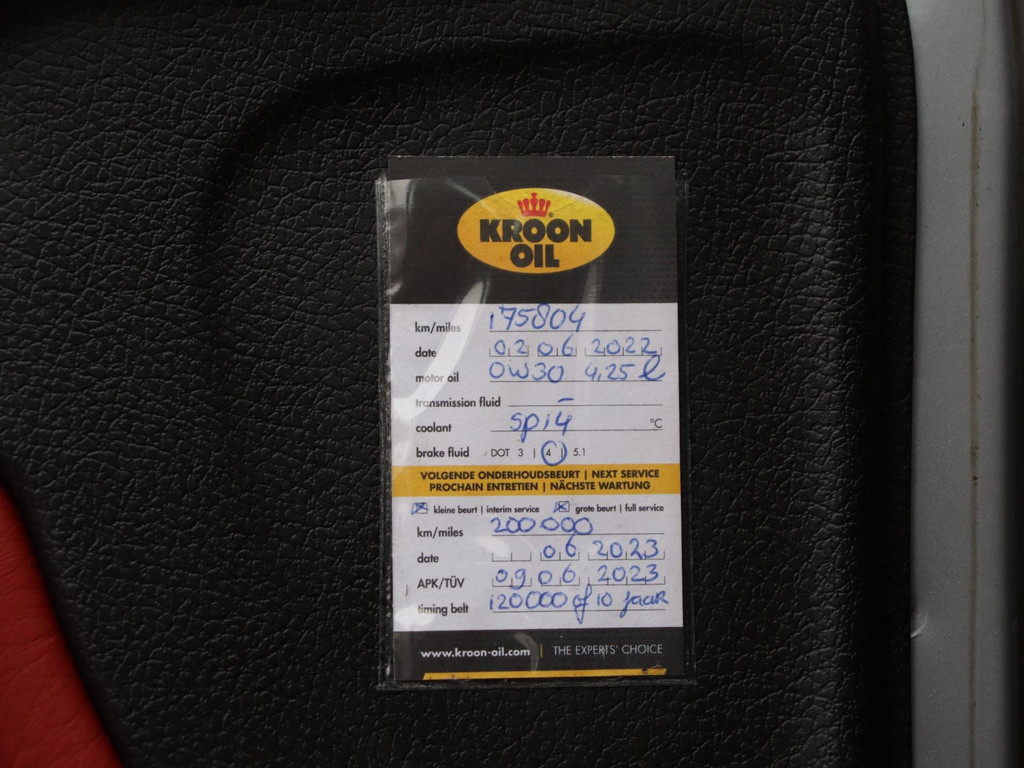 KROON
OIL
km/miles 175804
date 02 06 2022
motor oil 0W30 4,25 l
transmission fluid –
coolant spi4 °C
brake fluid DOT 3 | 4 | 5.1
VOLGENDE ONDERHOUDSBEURT | NEXT SERVICE
PROCHAIN ENTRETIEN | NÄCHSTE WARTUNG
kleine beurt | interim service grote beurt | full service
km/miles 200000
date 06 2023
APK/TÜV 09 06 2023
timing belt 120000 of 10 jaar
www.kroon-oil.com | THE EXPERTS' CHOICE